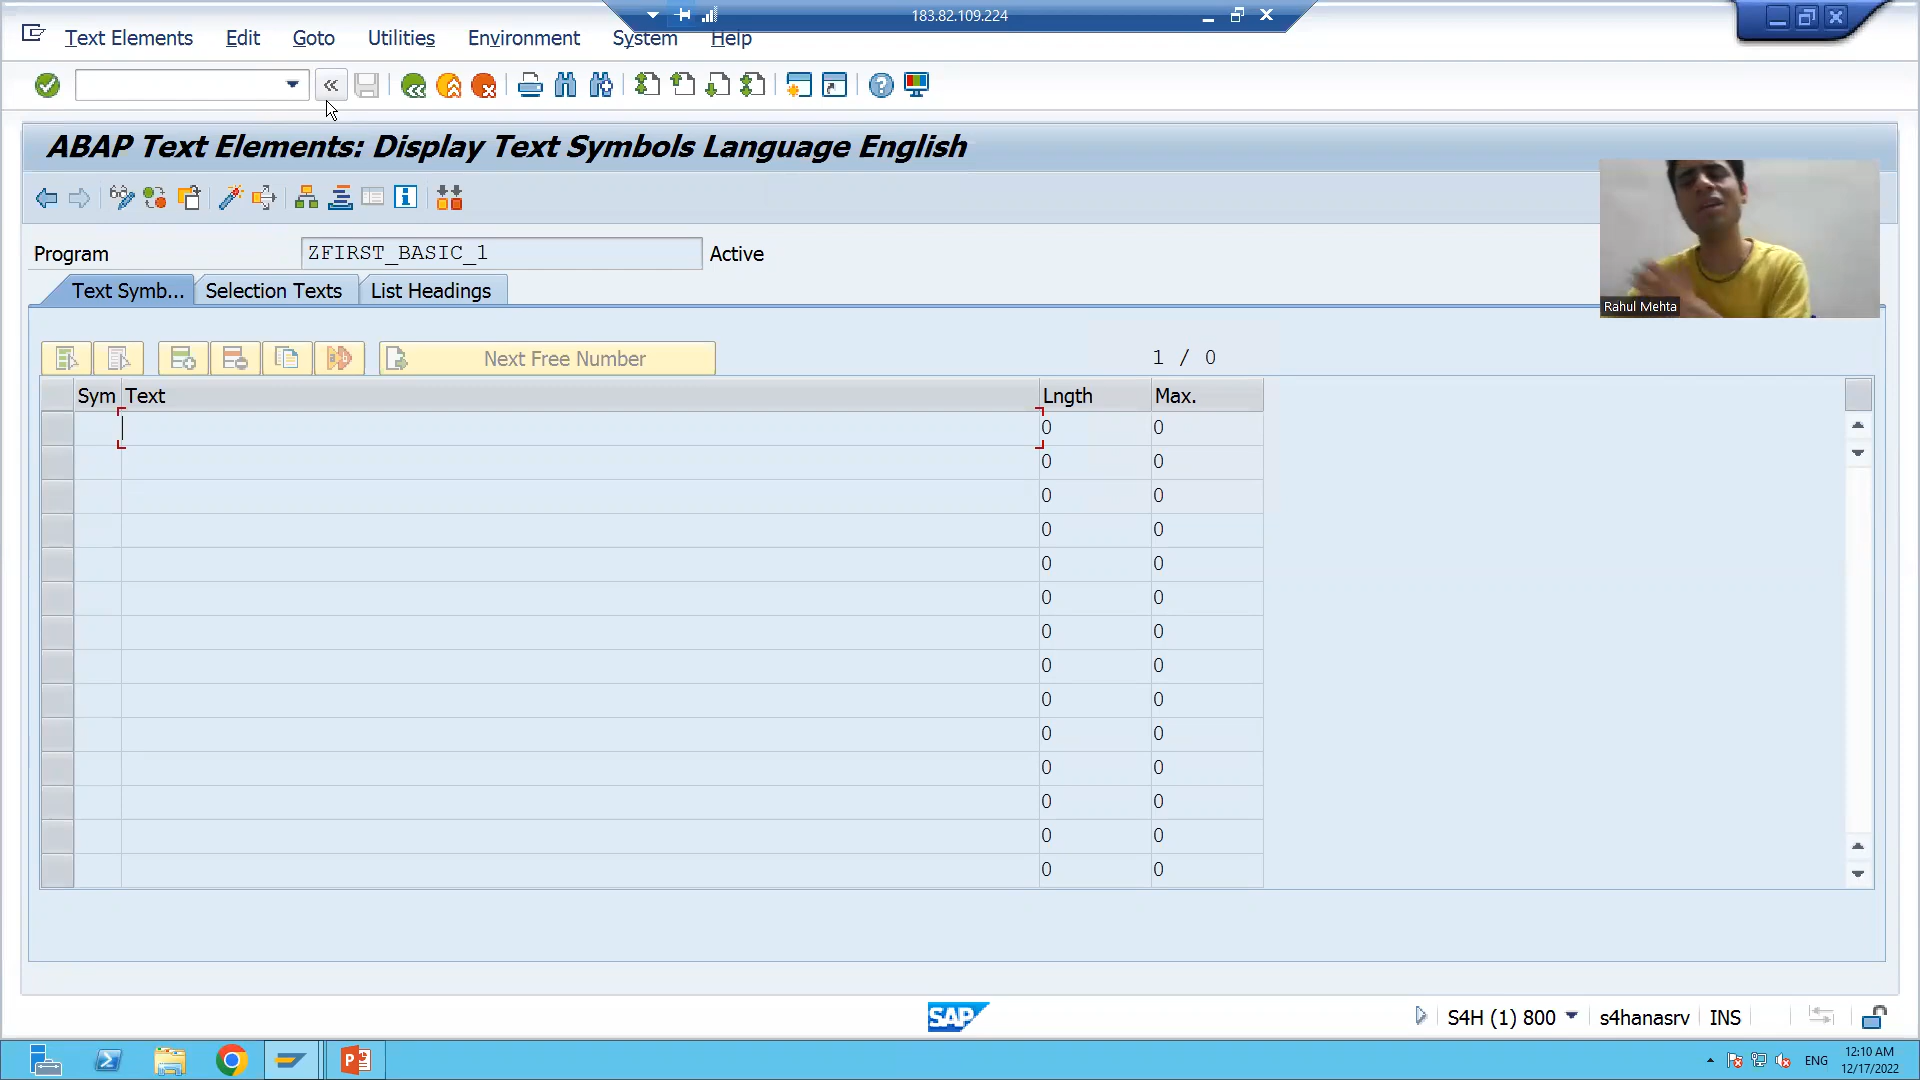 183.82.109.224
Text Elements Edit Goto Utilities Environment System Help
ABAP Text Elements: Display Text Symbols Language English
Program ZFIRST_BASIC_1 Active
Text Symb... Selection Texts List Headings
Rahul Mehta
Next Free Number 1 / 0
Sym Text Lngth Max.
0 0
0 0
0 0
0 0
0 0
0 0
0 0
0 0
0 0
0 0
0 0
0 0
0 0
0 0
SAP S4H (1) 800 s4hanasrv INS
ENG 12:10 AM
12/17/2022